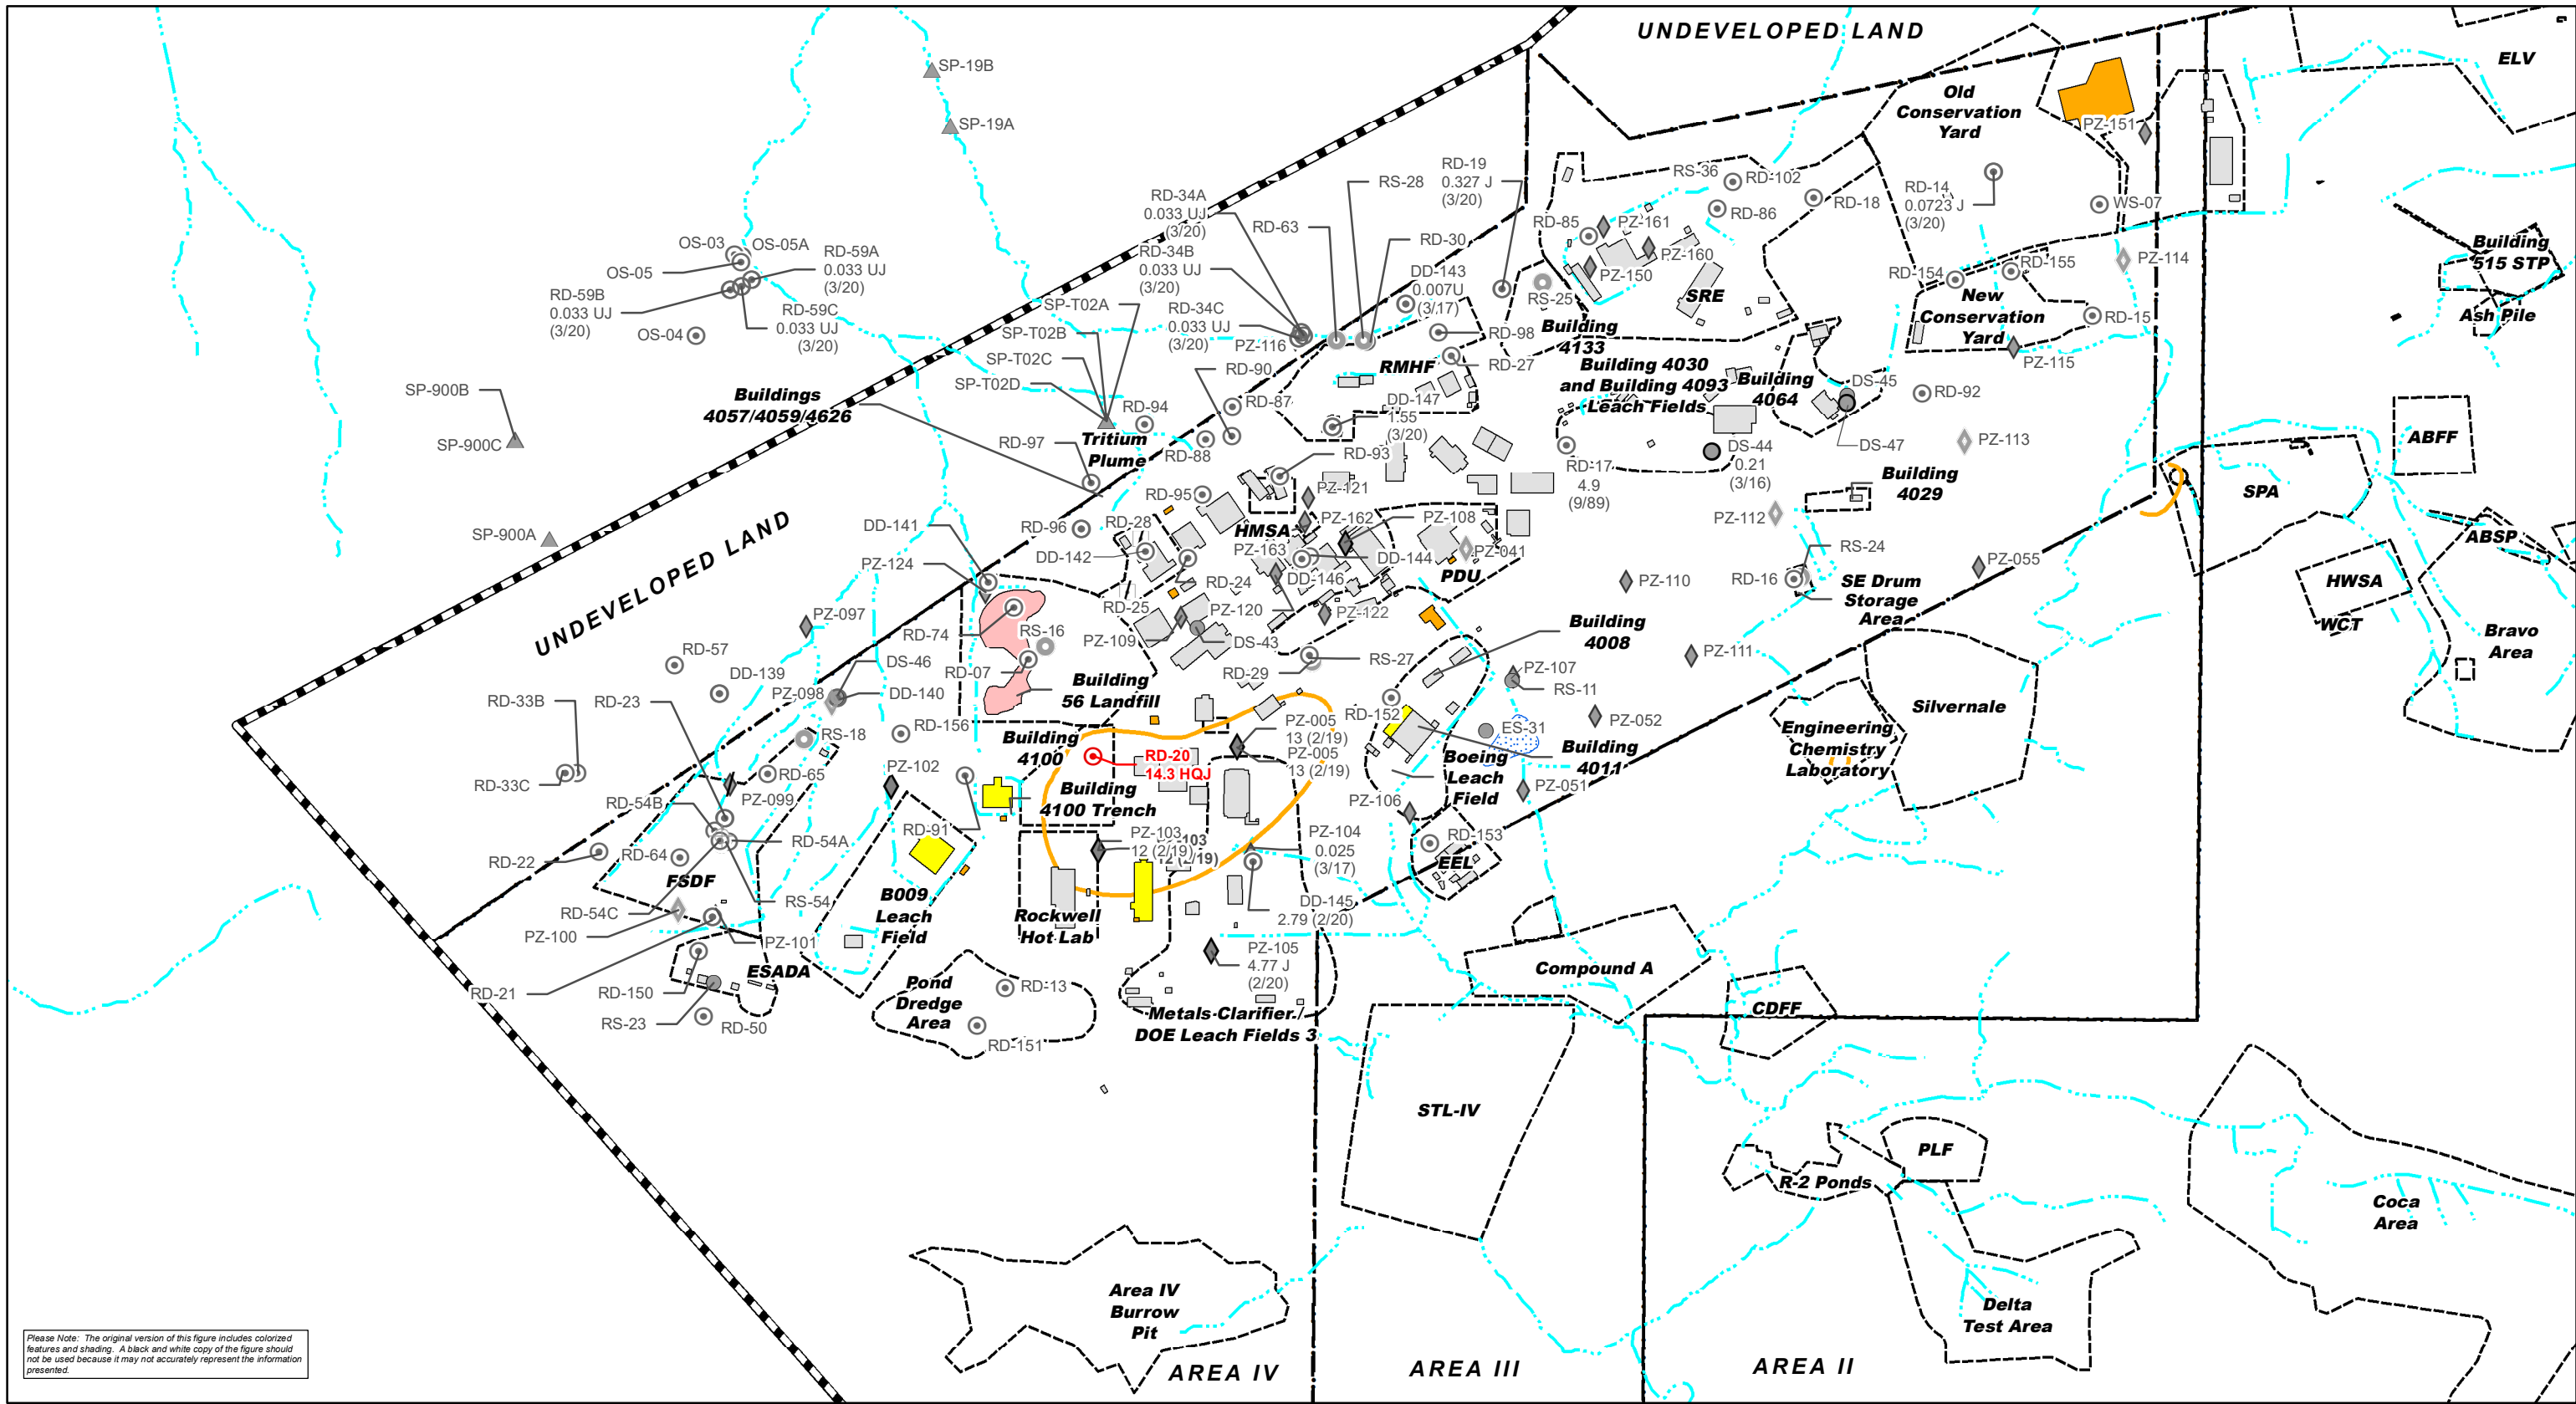 UNDEVELOPED LAND
ELV
SP-19B
SP-19A
Old
Conservation
Yard
PZ-151
RD-19
0.327 J
(3/20)
RS-28
RD-34A
0.033 UJ
(3/20)
RD-63
RD-30
RD-34B
0.033 UJ
(3/20)
RS-36
RD-102
RD-86
RD-18
RD-14
0.0723 J
(3/20)
WS-07
RD-85
PZ-161
PZ-160
PZ-150
SRE
RS-25
PZ-114
RD-155
RD-154
New
Conservation
Yard
RD-15
PZ-115
Building
515 STP
Ash Pile
OS-03
OS-05A
OS-05
RD-59A
0.033 UJ
(3/20)
RD-59B
0.033 UJ
(3/20)
RD-59C
0.033 UJ
(3/20)
OS-04
SP-T02A
SP-T02B
SP-T02C
SP-T02D
RD-34C
0.033 UJ
(3/20)
PZ-116
DD-143
0.007U
(3/17)
RD-98
RD-27
RMHF
Building
4133
Building 4030
and Building 4093
Leach Fields
Building
4064
DS-45
RD-92
DS-47
PZ-113
ABFF
SP-900B
SP-900C
SP-900A
Buildings
4057/4059/4626
RD-90
RD-87
RD-94
RD-88
Tritium
Plume
RD-97
DD-147
1.55
(3/20)
RD-93
RD-17
4.9
(9/89)
DS-44
0.21
(3/16)
Building
4029
PZ-112
SPA
ABSP
HWSA
WCT
Bravo
Area
UNDEVELOPED LAND
DD-141
PZ-124
RD-96
RD-95
RD-28
DD-142
HMSA
PZ-121
PZ-162
PZ-163
PZ-108
DD-144
DD-146
PZ-041
PDU
RD-24
RD-25
PZ-120
PZ-122
PZ-109
DS-43
RD-29
RS-27
PZ-110
RS-24
RD-16
SE Drum
Storage
Area
PZ-055
PZ-111
PZ-097
RD-74
RS-16
RD-07
Building
56 Landfill
Building
4008
PZ-107
RS-11
PZ-052
RD-57
DD-139
DS-46
PZ-098
DD-140
RD-33B
RD-23
RS-18
RD-156
RD-33C
RD-65
PZ-099
PZ-102
Building
4100
RD-20
14.3 HQJ
Building
4100 Trench
PZ-005
13 (2/19)
PZ-005
13 (2/19)
RD-152
ES-31
Boeing
Leach
Field
Building
4011
PZ-051
PZ-106
Engineering
Chemistry
Laboratory
Silvernale
RD-54B
RD-54A
RD-91
RD-22
RD-64
FSDF
RD-54C
RS-54
PZ-100
PZ-101
RD-21
RD-150
ESADA
RS-23
RD-50
B009
Leach
Field
PZ-103
12 (2/19)
103
12 (2/19)
PZ-104
0.025
(3/17)
RD-153
EEL
Rockwell
Hot Lab
DD-145
2.79 (2/20)
PZ-105
4.77 J
(2/20)
Pond
Dredge
Area
RD-13
RD-151
Metals Clarifier/
DOE Leach Fields 3
Compound A
CDFF
STL-IV
PLF
R-2 Ponds
Coca
Area
Delta
Test Area
Area IV
Burrow
Pit
AREA IV
AREA III
AREA II
Please Note: The original version of this figure includes colorized
features and shading. A black and white copy of the figure should
not be used because it may not accurately represent the information
presented.